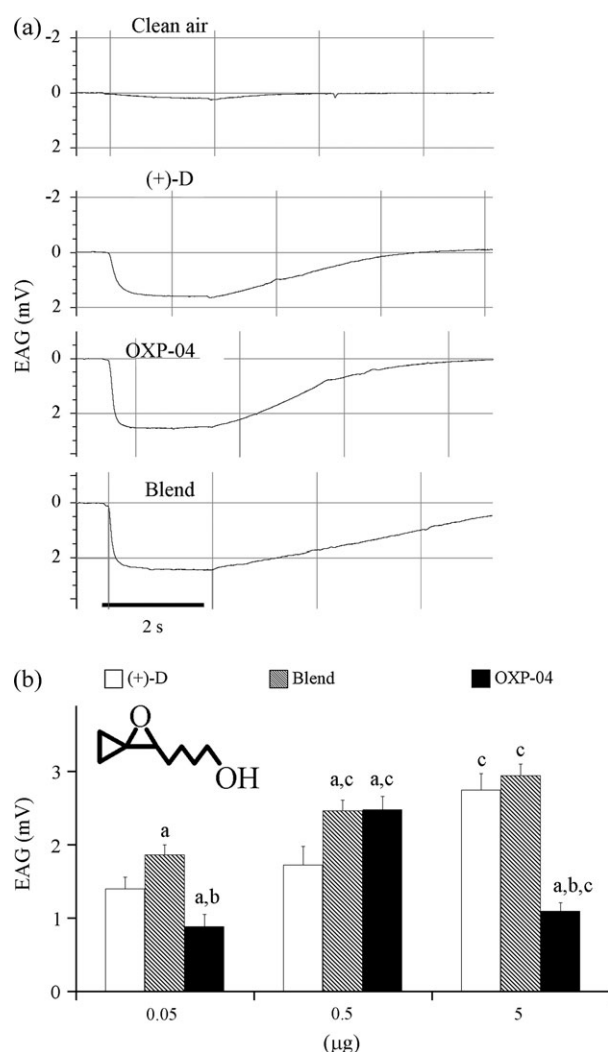 (a)
Clean air
-2
0
2
(+)-D
-2
0
2
EAG (mV)
OXP-04
0
2
Blend
0
2
2 s
(b)
(+)-D Blend OXP-04
O
OH
3
2
1
0
EAG (mV)
a
a,b
a,c
a,c
c
c
a,b,c
0.05 0.5 5
(µg)